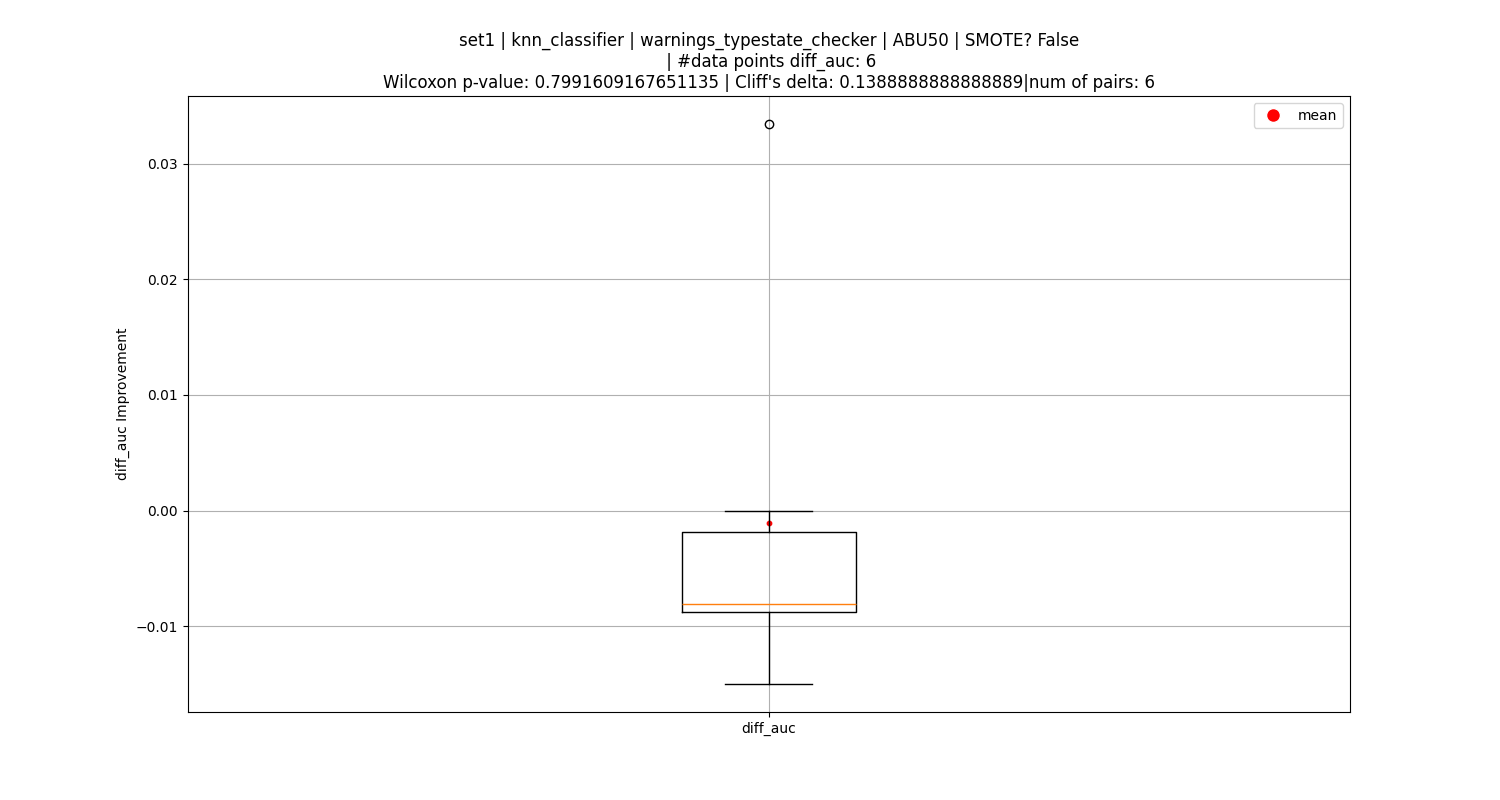 set1 | knn_classifier | warnings_typestate_checker | ABU50 | SMOTE? False
| #data points diff_auc: 6
Wilcoxon p-value: 0.7991609167651135 | Cliff's delta: 0.1388888888888889|num of pairs: 6
mean
0.03
0.02
0.01
0.00
−0.01
diff_auc Improvement
diff_auc